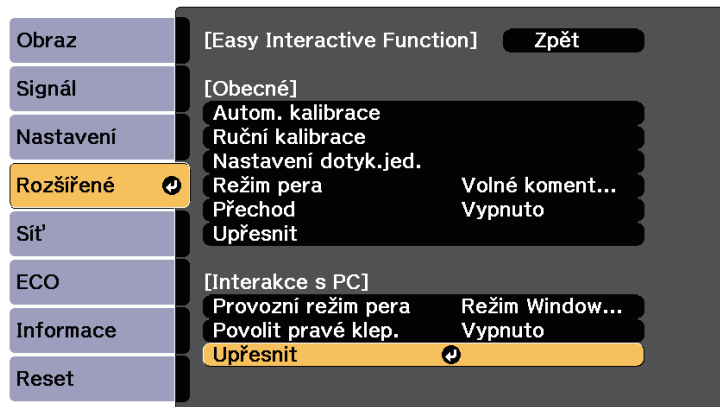 Obraz
Signál
Nastavení
Rozšířené
Síť
ECO
Informace
Reset
[Easy Interactive Function] Zpět
[Obecné]
Autom. kalibrace
Ruční kalibrace
Nastavení dotyk.jed.
Režim pera Volné koment...
Přechod Vypnuto
Upřesnit
[Interakce s PC]
Provozní režim pera Režim Window...
Povolit pravé klep. Vypnuto
Upřesnit